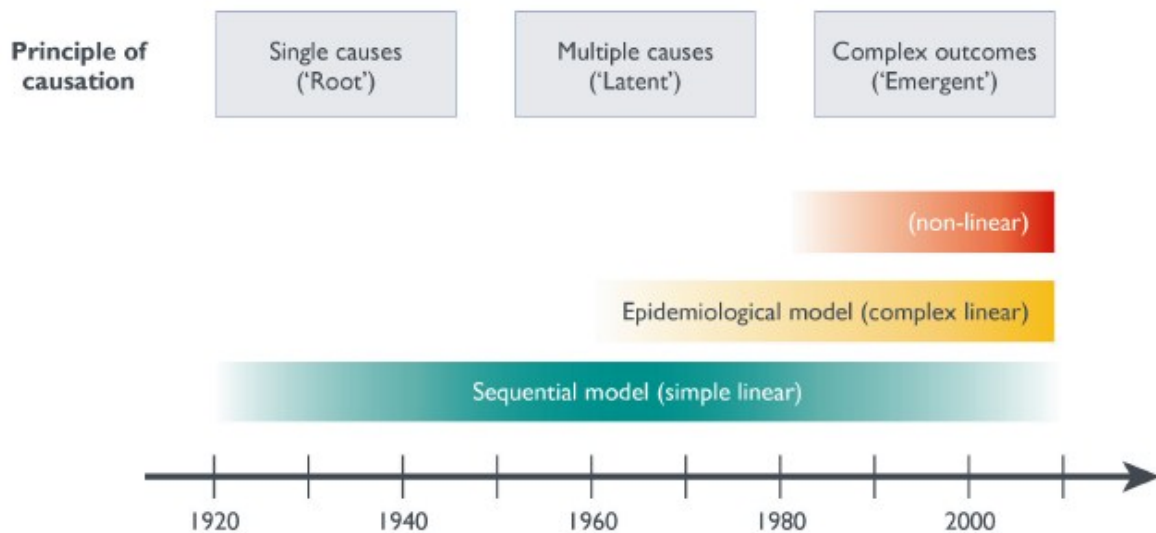 Principle of
causation
Single causes
(‘Root’)
Multiple causes
(‘Latent’)
Complex outcomes
(‘Emergent’)
(non-linear)
Epidemiological model (complex linear)
Sequential model (simple linear)
1920 1940 1960 1980 2000